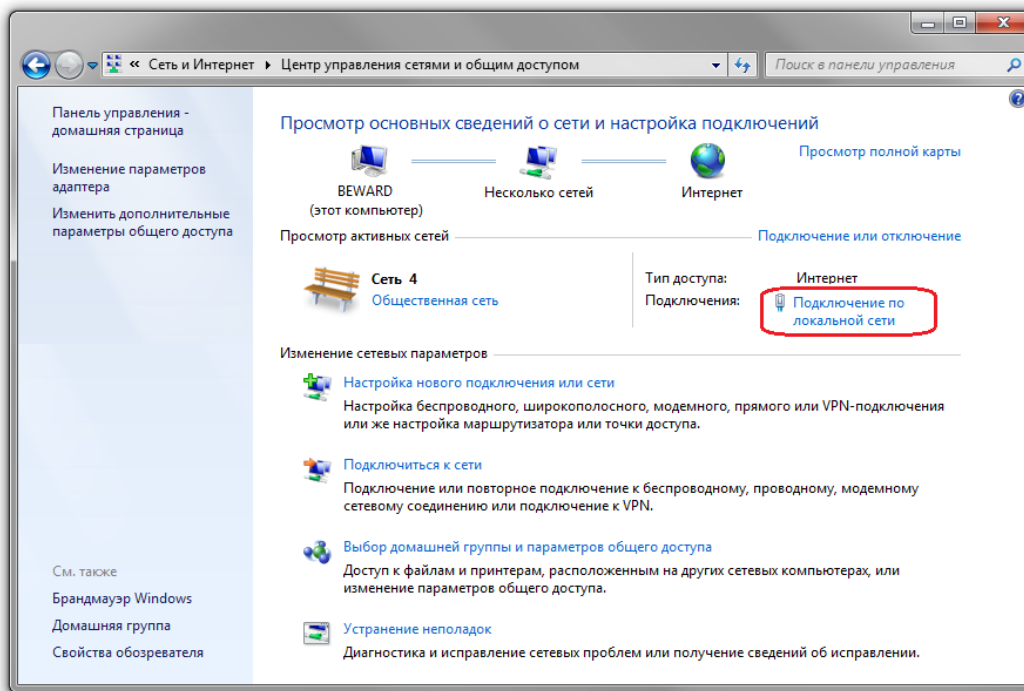 « Сеть и Интернет ▸ Центр управления сетями и общим доступом
Поиск в панели управления
Панель управления -
домашняя страница
Изменение параметров
адаптера
Изменить дополнительные
параметры общего доступа
См. также
Брандмауэр Windows
Домашняя группа
Свойства обозревателя
Просмотр основных сведений о сети и настройка подключений
Просмотр полной карты
BEWARD
(этот компьютер)
Несколько сетей
Интернет
Просмотр активных сетей
Подключение или отключение
Сеть 4
Общественная сеть
Тип доступа: Интернет
Подключения: Подключение по
локальной сети
Изменение сетевых параметров
Настройка нового подключения или сети
Настройка беспроводного, широкополосного, модемного, прямого или VPN-подключения
или же настройка маршрутизатора или точки доступа.
Подключиться к сети
Подключение или повторное подключение к беспроводному, проводному, модемному
сетевому соединению или подключение к VPN.
Выбор домашней группы и параметров общего доступа
Доступ к файлам и принтерам, расположенным на других сетевых компьютерах, или
изменение параметров общего доступа.
Устранение неполадок
Диагностика и исправление сетевых проблем или получение сведений об исправлении.